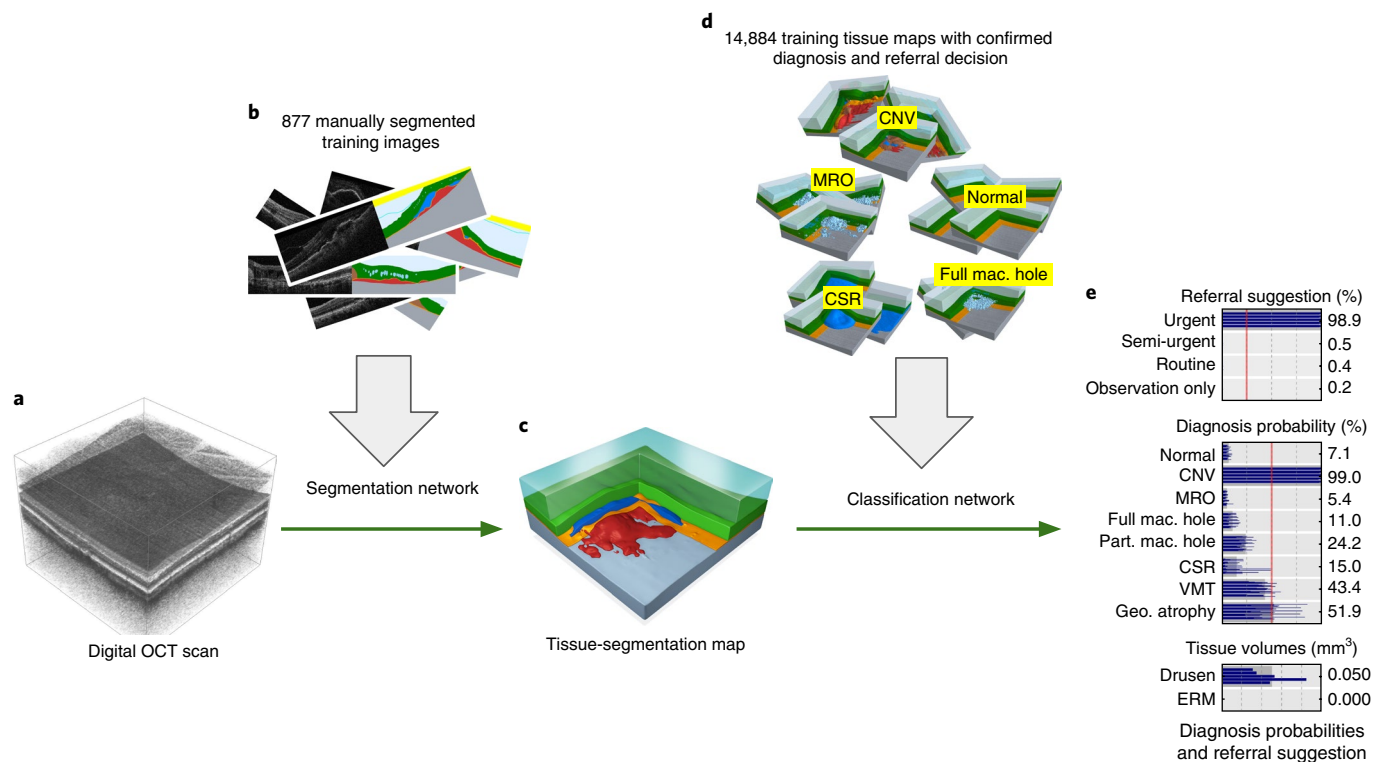 d
14,884 training tissue maps with confirmed
diagnosis and referral decision
CNV
MRO
Normal
CSR
Full mac. hole
b
877 manually segmented
training images
a
Digital OCT scan
Segmentation network
c
Tissue-segmentation map
Classification network
e
Referral suggestion (%)
Urgent 98.9
Semi-urgent 0.5
Routine 0.4
Observation only 0.2
Diagnosis probability (%)
Normal 7.1
CNV 99.0
MRO 5.4
Full mac. hole 11.0
Part. mac. hole 24.2
CSR 15.0
VMT 43.4
Geo. atrophy 51.9
Tissue volumes (mm³)
Drusen 0.050
ERM 0.000
Diagnosis probabilities
and referral suggestion